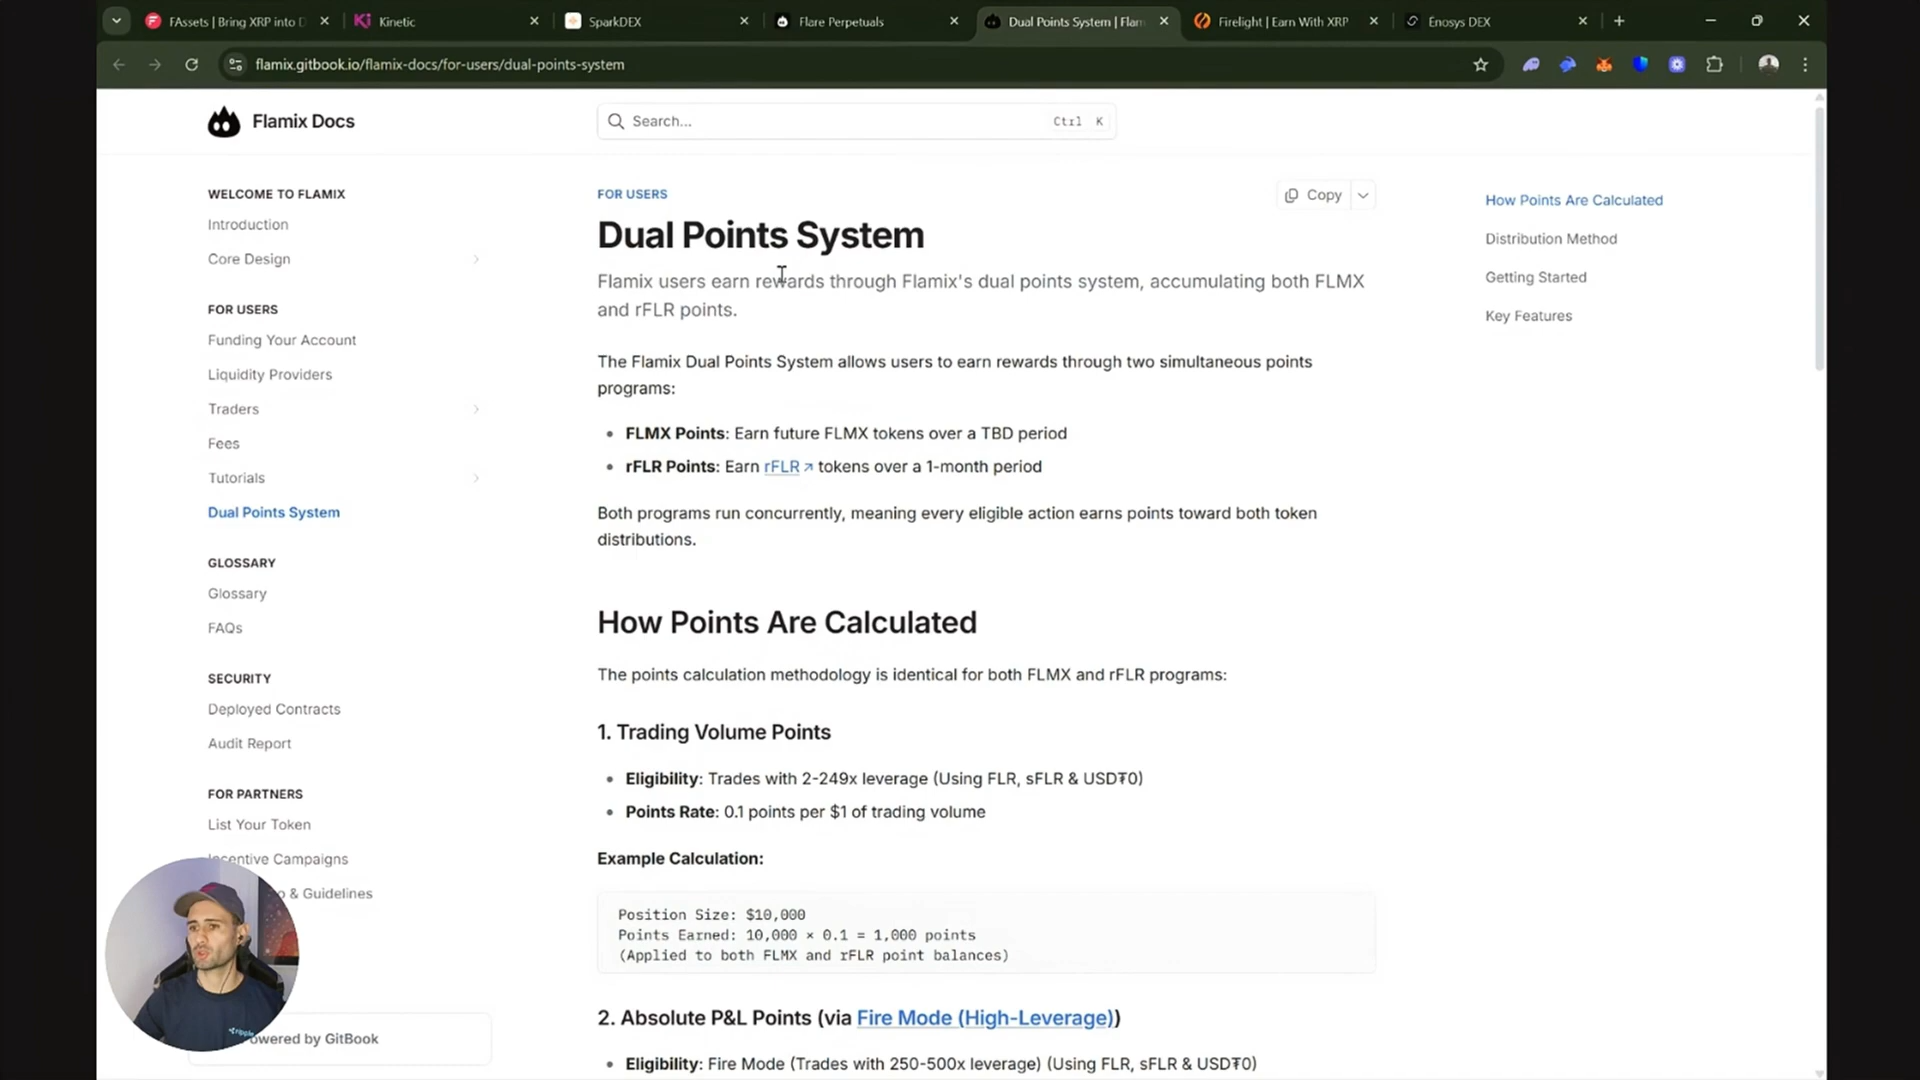 FAssets | Bring XRP into D
Kinetic
SparkDEX
Flare Perpetuals
Dual Points System | Flam
Firelight | Earn With XRP
Enosys DEX
flamix.gitbook.io/flamix-docs/for-users/dual-points-system
Flamix Docs
Search...
Ctrl K
WELCOME TO FLAMIX
Introduction
Core Design
FOR USERS
Funding Your Account
Liquidity Providers
Traders
Fees
Tutorials
Dual Points System
GLOSSARY
Glossary
FAQs
SECURITY
Deployed Contracts
Audit Report
FOR PARTNERS
List Your Token
Incentive Campaigns
o & Guidelines
owered by GitBook
FOR USERS
Copy
Dual Points System
Flamix users earn rewards through Flamix's dual points system, accumulating both FLMX
and rFLR points.
The Flamix Dual Points System allows users to earn rewards through two simultaneous points
programs:
• FLMX Points: Earn future FLMX tokens over a TBD period
• rFLR Points: Earn rFLR ↗ tokens over a 1-month period
Both programs run concurrently, meaning every eligible action earns points toward both token
distributions.
How Points Are Calculated
The points calculation methodology is identical for both FLMX and rFLR programs:
1. Trading Volume Points
• Eligibility: Trades with 2-249x leverage (Using FLR, sFLR & USD₮0)
• Points Rate: 0.1 points per $1 of trading volume
Example Calculation:
Position Size: $10,000
Points Earned: 10,000 × 0.1 = 1,000 points
(Applied to both FLMX and rFLR point balances)
2. Absolute P&L Points (via Fire Mode (High-Leverage))
• Eligibility: Fire Mode (Trades with 250-500x leverage) (Using FLR, sFLR & USD₮0)
How Points Are Calculated
Distribution Method
Getting Started
Key Features
ripple